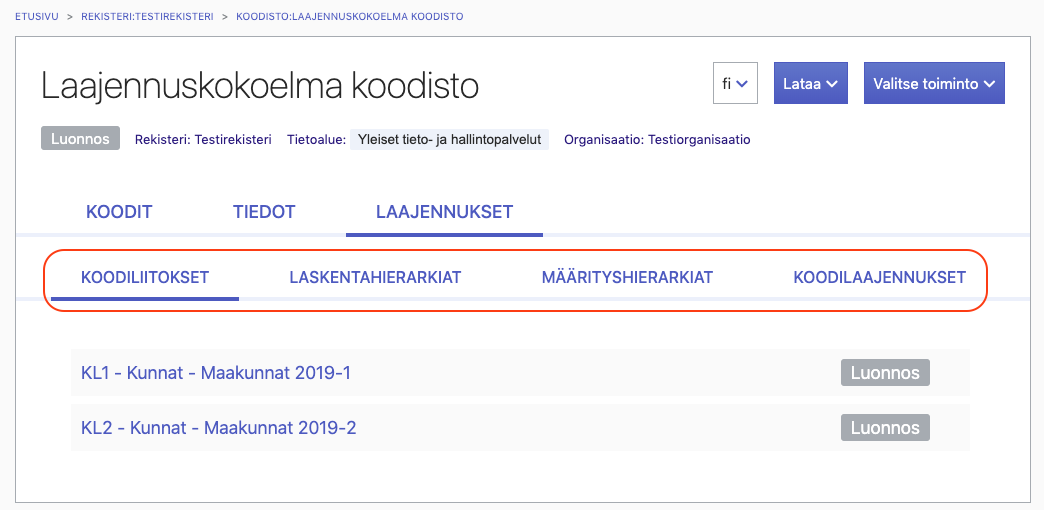 ETUSIVU > REKISTERI:TESTIREKISTERI > KOODISTO:LAAJENNUSKOKOELMA KOODISTO
Laajennuskokoelma koodisto
fi Lataa Valitse toiminto
Luonnos Rekisteri: Testirekisteri Tietoalue: Yleiset tieto- ja hallintopalvelut Organisaatio: Testiorganisaatio
KOODIT TIEDOT LAAJENNUKSET
KOODILIITOKSET LASKENTAHIERARKIAT MÄÄRITYSHIERARKIAT KOODILAAJENNUKSET
KL1 - Kunnat - Maakunnat 2019-1 Luonnos
KL2 - Kunnat - Maakunnat 2019-2 Luonnos